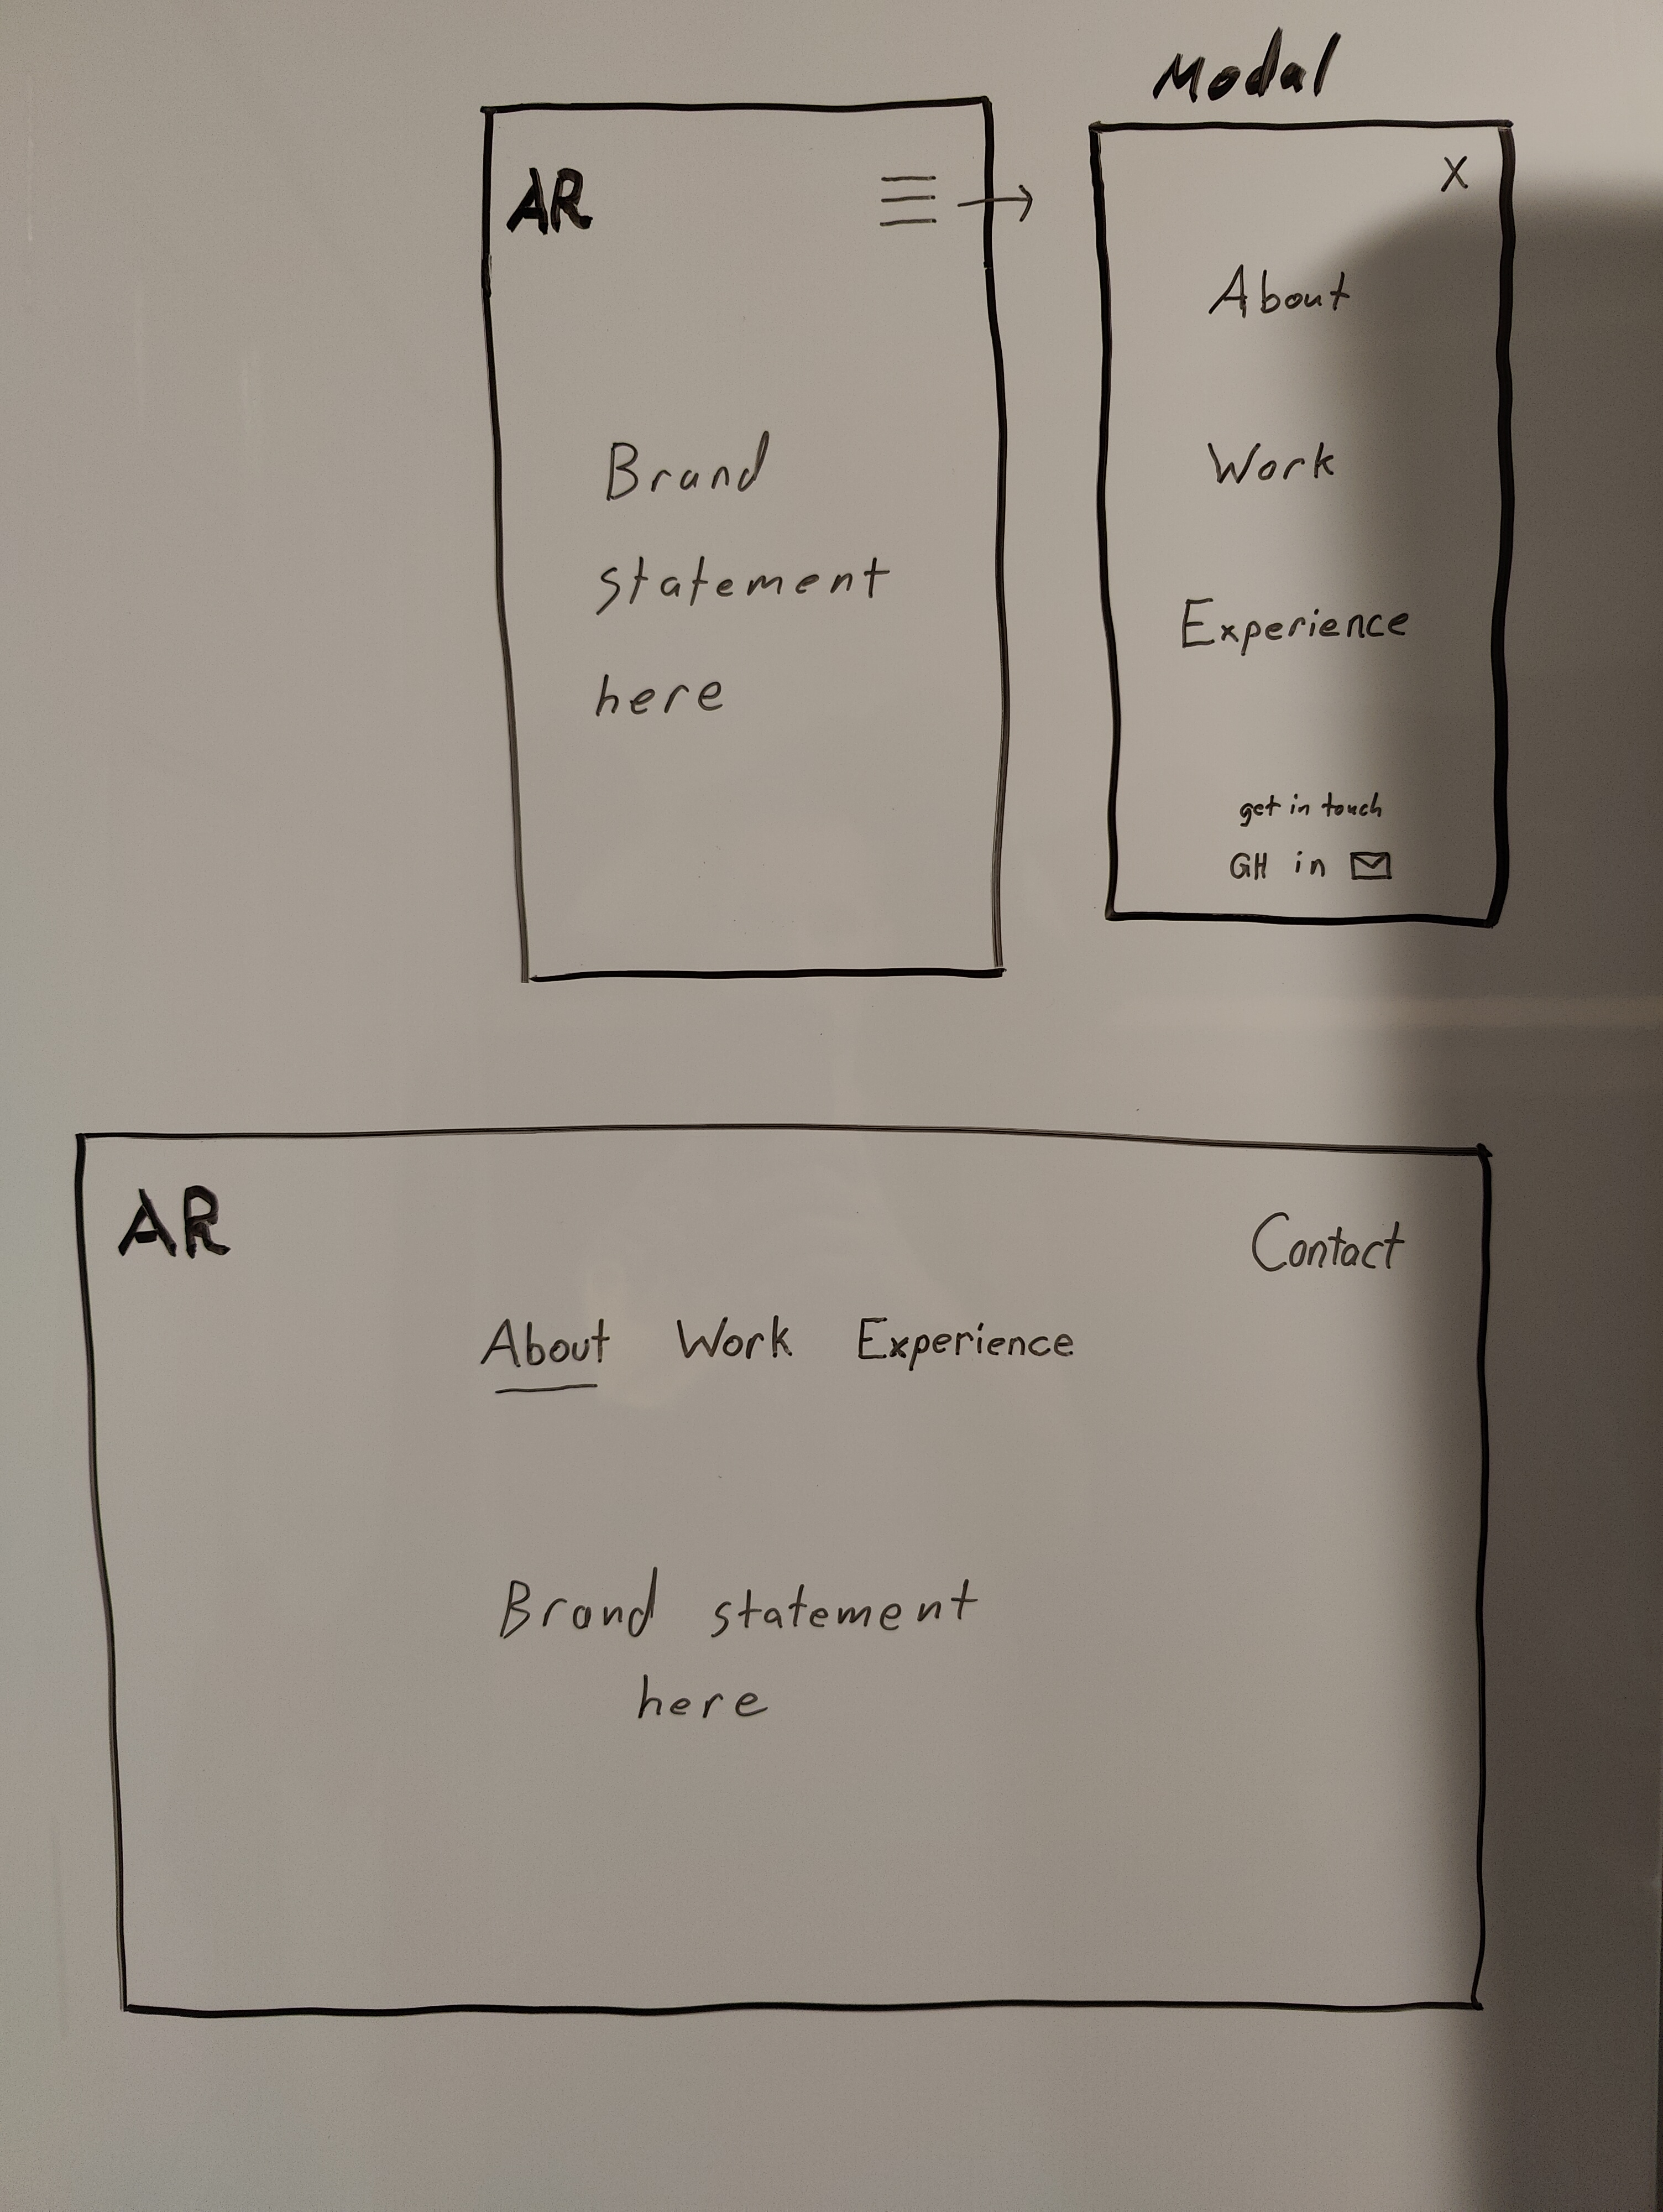 Modal
AR
Brand
statement
here
X
About
Work
Experience
get in touch
GH in
AR
Contact
About Work Experience
Brand statement
here